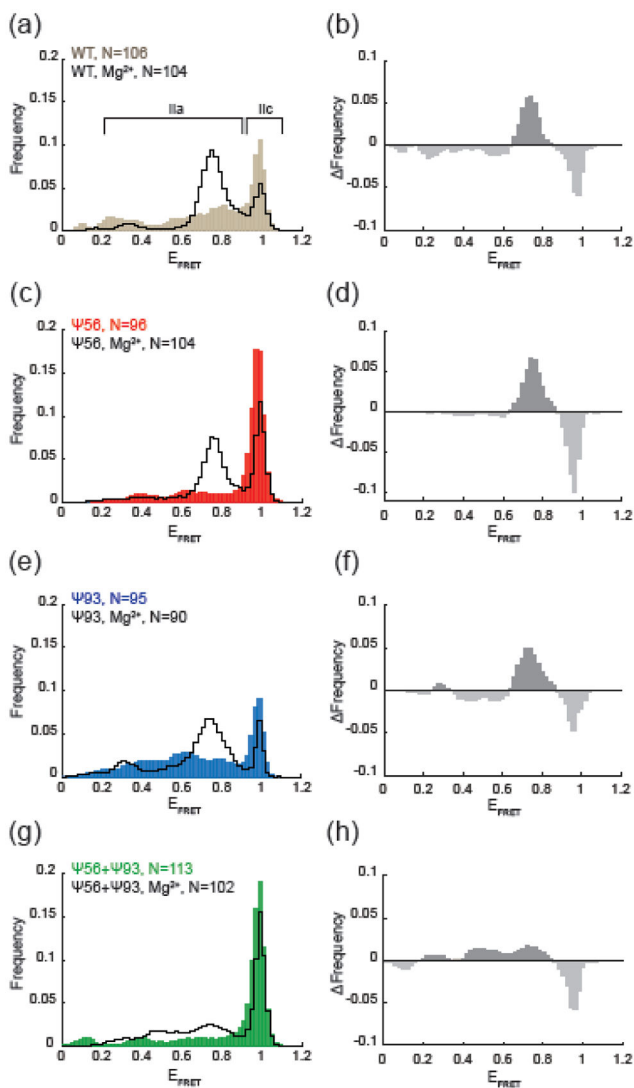 (a)
WT, N=106
WT, Mg²⁺, N=104
IIa
IIc
Frequency
0.2
0.15
0.1
0.05
0
0 0.2 0.4 0.6 0.8 1 1.2
E_FRET
(b)
ΔFrequency
0.1
0.05
0
-0.05
-0.1
0.2 0.4 0.6 0.8 1 1.2
E_FRET
(c)
Ψ56, N=96
Ψ56, Mg²⁺, N=104
Frequency
0.2
0.15
0.1
0.05
0
0 0.2 0.4 0.6 0.8 1 1.2
E_FRET
(d)
ΔFrequency
0.1
0.05
0
-0.05
-0.1
0 0.2 0.4 0.6 0.8 1 1.2
E_FRET
(e)
Ψ93, N=95
Ψ93, Mg²⁺, N=90
Frequency
0.2
0.15
0.1
0.05
0
0 0.2 0.4 0.6 0.8 1 1.2
E_FRET
(f)
ΔFrequency
0.1
0.05
0
-0.05
-0.1
0 0.2 0.4 0.6 0.8 1 1.2
E_FRET
(g)
Ψ56+Ψ93, N=113
Ψ56+Ψ93, Mg²⁺, N=102
Frequency
0.2
0.15
0.1
0.05
0
0 0.2 0.4 0.6 0.8 1 1.2
E_FRET
(h)
ΔFrequency
0.1
0.05
0
-0.05
0.1
0 0.2 0.4 0.6 0.8 1 1.2
E_FRET